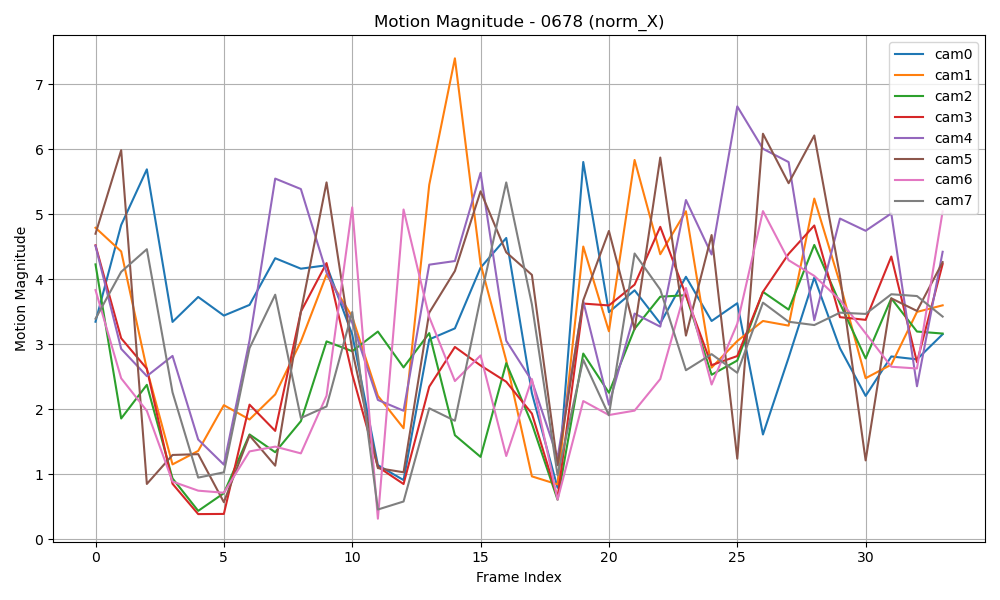 Motion Magnitude - 0678 (norm_X)
cam0
cam1
cam2
cam3
cam4
cam5
cam6
cam7
Motion Magnitude
7
6
5
4
3
2
1
0
0 5 10 15 20 25 30
Frame Index